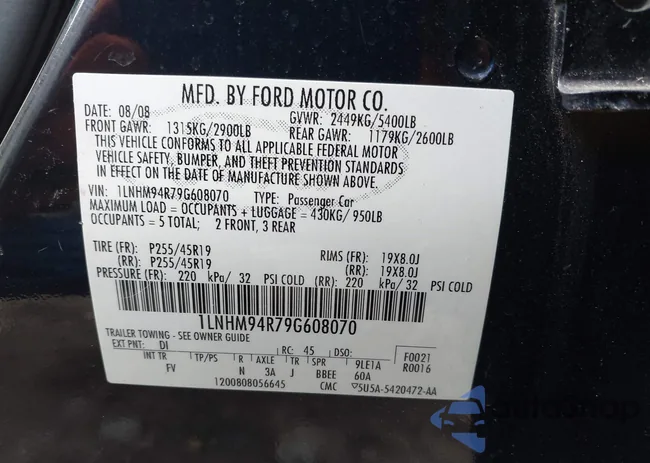 MFD. BY FORD MOTOR CO.
DATE: 08/08 GVWR: 2449KG/5400LB
FRONT GAWR: 1315KG/2900LB REAR GAWR: 1179KG/2600LB
THIS VEHICLE CONFORMS TO ALL APPLICABLE FEDERAL MOTOR
VEHICLE SAFETY, BUMPER, AND THEFT PREVENTION STANDARDS
IN EFFECT ON THE DATE OF MANUFACTURE SHOWN ABOVE.
VIN: 1LNHM94R79G608070 TYPE: Passenger Car
MAXIMUM LOAD = OCCUPANTS + LUGGAGE = 430KG/ 950LB
OCCUPANTS = 5 TOTAL; 2 FRONT, 3 REAR
TIRE (FR): P255/45R19 RIMS (FR): 19X8.0J
(RR): P255/45R19 (RR): 19X8.0J
PRESSURE (FR): 220 kPa/ 32 PSI COLD (RR): 220 kPa/ 32 PSI COLD
1LNHM94R79G608070
TRAILER TOWING - SEE OWNER GUIDE
EXT PNT: DI RC: 45 DSO: F0021
INT TR TP/PS R AXLE TR SPR 9LE1A R0016
FV N 3A J BBEE 60A
1200808056645 CMC ▽5U5A-5420472-AA